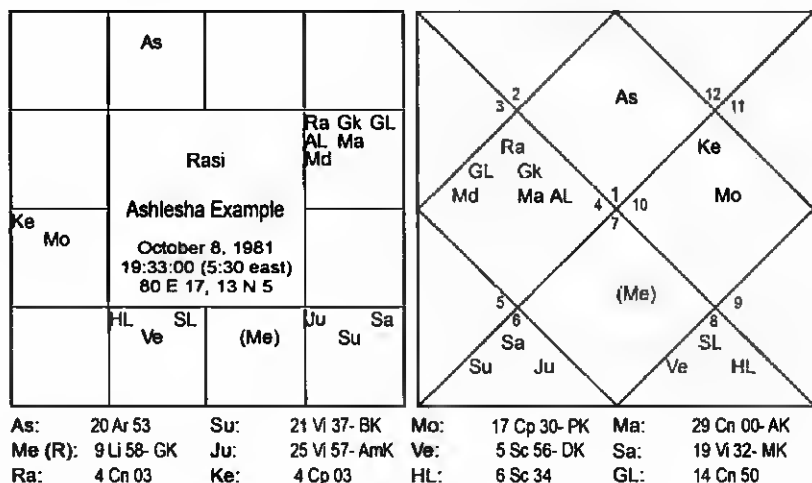 As
Ra Gk GL
AL Ma
Md
Rasi
Ashlesha Example
October 8, 1981
19:33:00 (5:30 east)
80 E 17, 13 N 5
Ke
Mo
HL SL
Ve
(Me)
Ju Sa
Su
2 12
3 As 11
Ra Ke
GL Gk
Md Ma AL Mo
1
4 10
7
(Me)
5 9
6 8
Sa SL
Su Ju Ve HL
As: 20 Ar 53 Su: 21 Vi 37- BK Mo: 17 Cp 30- PK Ma: 29 Cn 00- AK
Me (R): 9 Li 58- GK Ju: 25 Vi 57- AmK Ve: 5 Sc 56- DK Sa: 19 Vi 32- MK
Ra: 4 Cn 03 Ke: 4 Cp 03 HL: 6 Sc 34 GL: 14 Cn 50